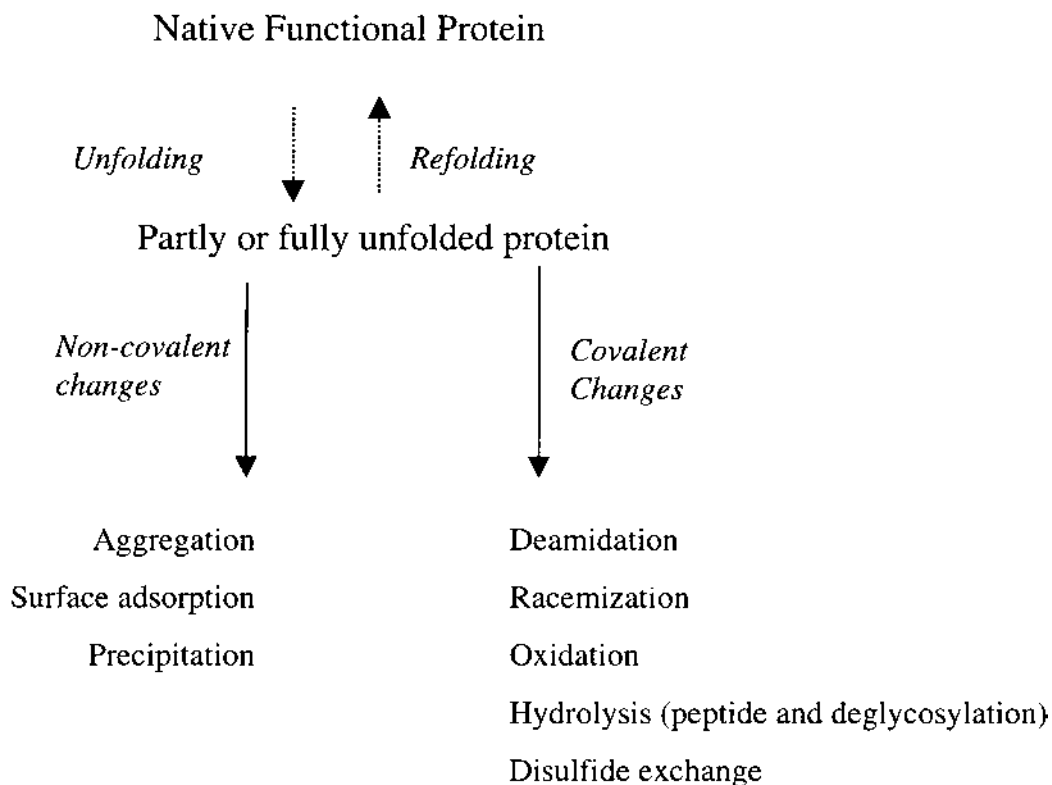 Native Functional Protein
Unfolding
Refolding
Partly or fully unfolded protein
Non-covalent
changes
Covalent
Changes
Aggregation
Surface adsorption
Precipitation
Deamidation
Racemization
Oxidation
Hydrolysis (peptide and deglycosylation)
Disulfide exchange